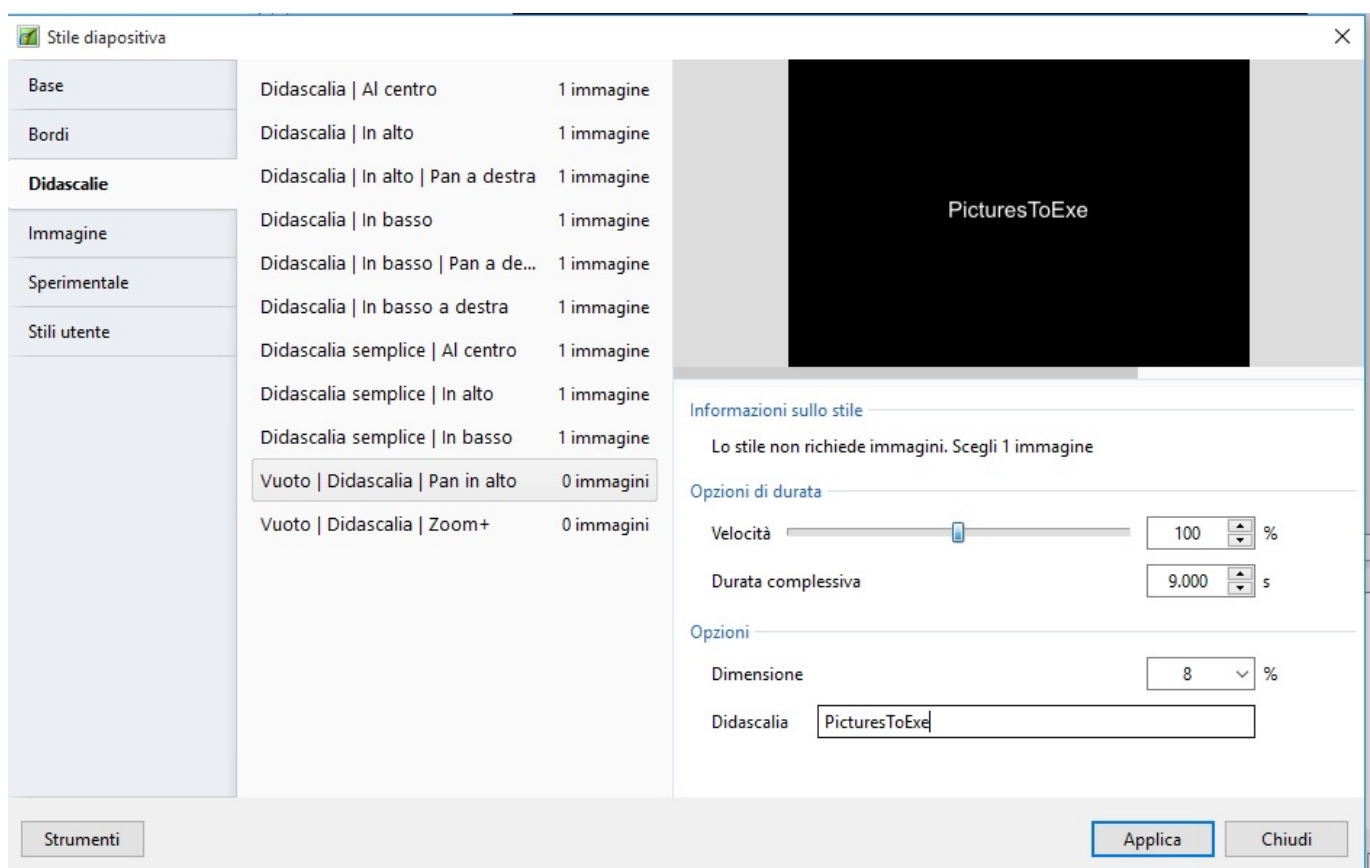 Stile diapositiva
Base
Bordi
Didascalie
Immagine
Sperimentale
Stili utente
Didascalia | Al centro 1 immagine
Didascalia | In alto 1 immagine
Didascalia | In alto | Pan a destra 1 immagine
Didascalia | In basso 1 immagine
Didascalia | In basso | Pan a de... 1 immagine
Didascalia | In basso a destra 1 immagine
Didascalia semplice | Al centro 1 immagine
Didascalia semplice | In alto 1 immagine
Didascalia semplice | In basso 1 immagine
Vuoto | Didascalia | Pan in alto 0 immagini
Vuoto | Didascalia | Zoom+ 0 immagini
PicturesToExe
Informazioni sullo stile
Lo stile non richiede immagini. Scegli 1 immagine
Opzioni di durata
Velocità 100 %
Durata complessiva 9.000 s
Opzioni
Dimensione 8 %
Didascalia PicturesToExe
Strumenti
Applica
Chiudi